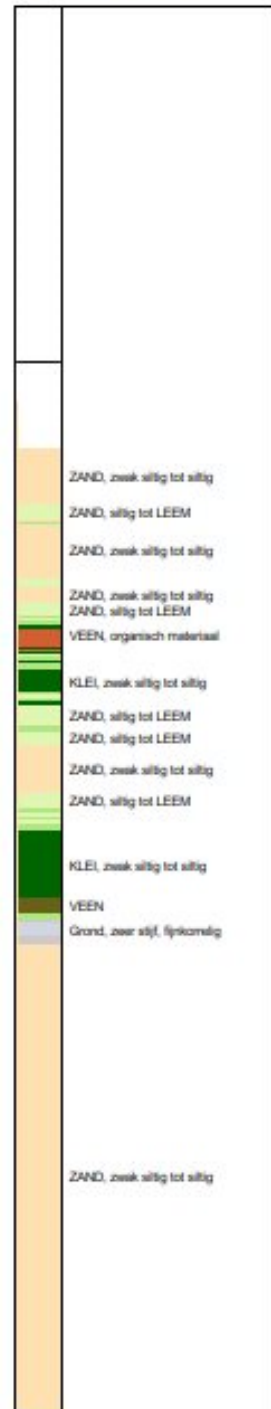 ZAND, zwak siltig tot siltig
ZAND, siltig tot LEEM
ZAND, zwak siltig tot siltig
ZAND, zwak siltig tot siltig
ZAND, siltig tot LEEM
VEEN, organisch materiaal
KLEI, zwak siltig tot siltig
ZAND, siltig tot LEEM
ZAND, siltig tot LEEM
ZAND, zwak siltig tot siltig
ZAND, siltig tot LEEM
KLEI, zwak siltig tot siltig
VEEN
Grond, zeer stijf, fijnkorrelig
ZAND, zwak siltig tot siltig